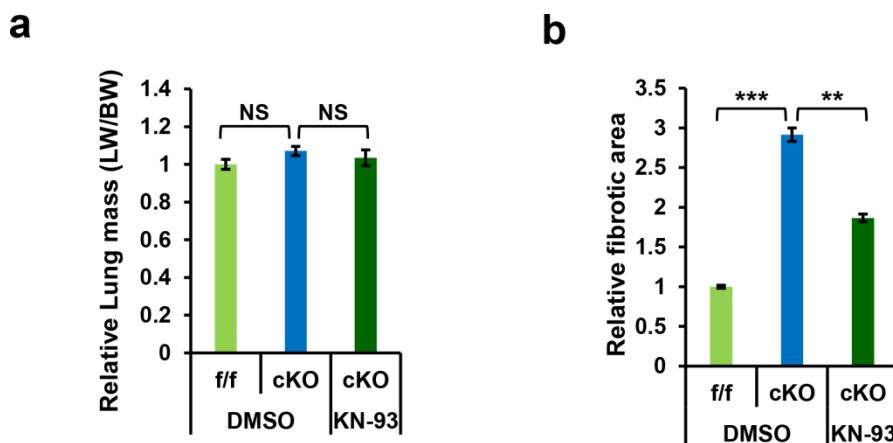 a
Relative Lung mass (LW/BW)
1.4
1.2
1
0.8
0.6
0.4
0.2
0
NS
NS
f/f
cKO
cKO
DMSO
KN-93
b
Relative fibrotic area
3.5
3
2.5
2
1.5
1
0.5
0
***
**
f/f
cKO
cKO
DMSO
KN-93